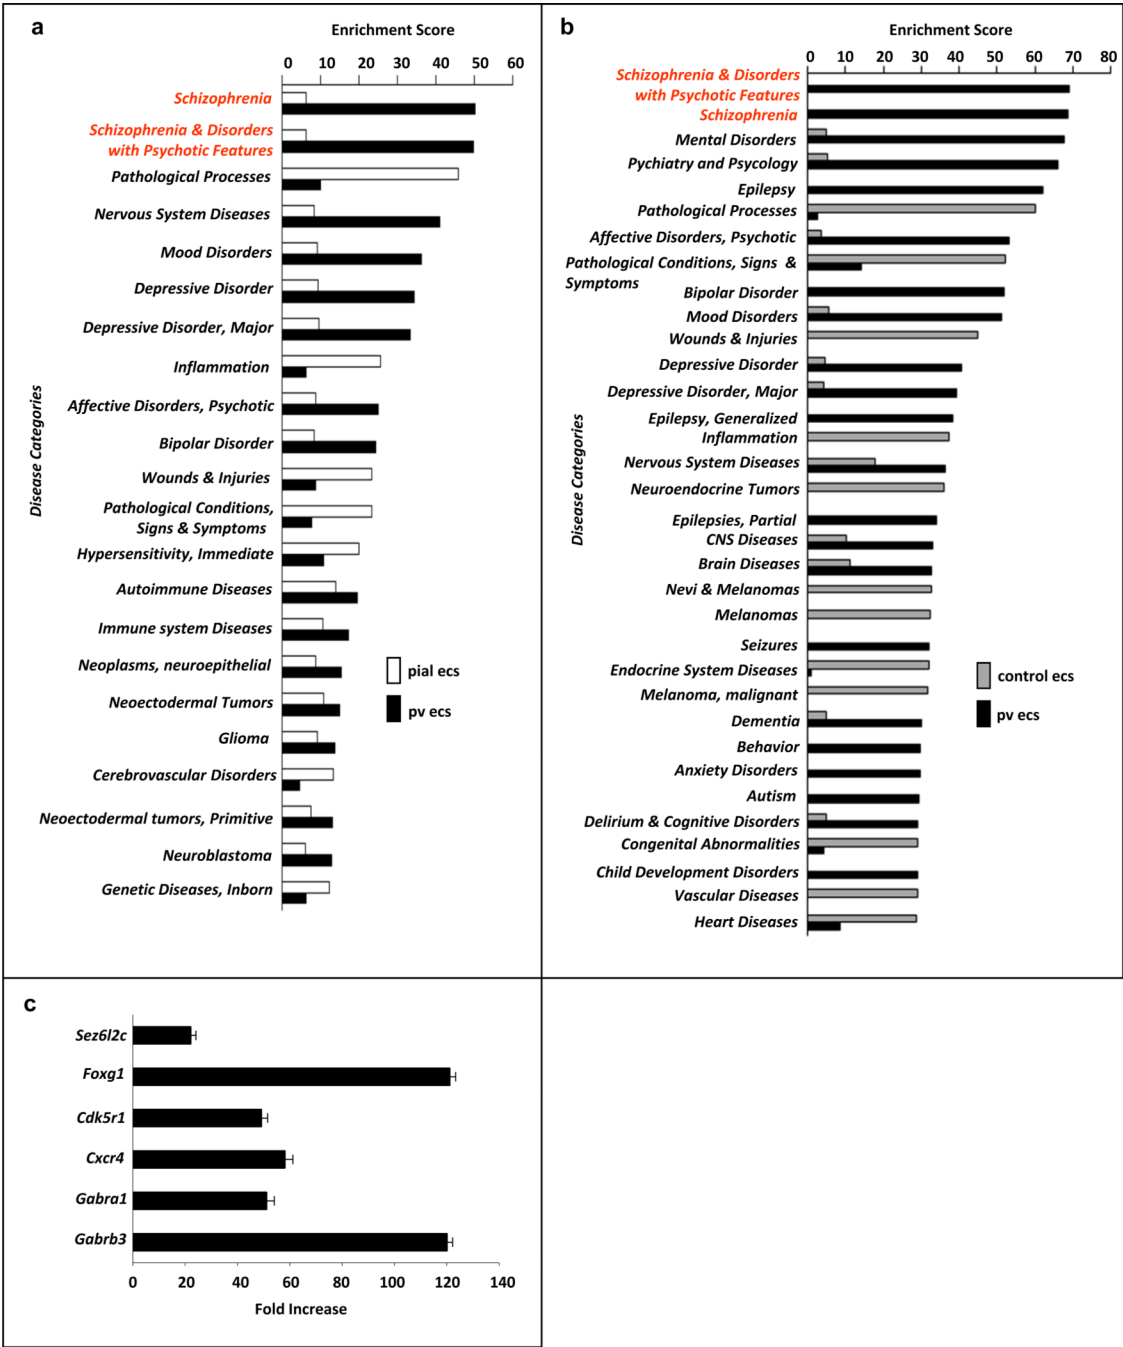 a
Enrichment Score
0 10 20 30 40 50 60
Schizophrenia
Schizophrenia & Disorders
with Psychotic Features
Pathological Processes
Nervous System Diseases
Mood Disorders
Depressive Disorder
Depressive Disorder, Major
Inflammation
Affective Disorders, Psychotic
Bipolar Disorder
Wounds & Injuries
Pathological Conditions,
Signs & Symptoms
Hypersensitivity, Immediate
Autoimmune Diseases
Immune system Diseases
Neoplasms, neuroepithelial
Neoectodermal Tumors
Glioma
Cerebrovascular Disorders
Neoectodermal tumors, Primitive
Neuroblastoma
Genetic Diseases, Inborn
Disease Categories
pial ecs
pv ecs
b
Enrichment Score
0 10 20 30 40 50 60 70 80
Schizophrenia & Disorders
with Psychotic Features
Schizophrenia
Mental Disorders
Pychiatry and Psycology
Epilepsy
Pathological Processes
Affective Disorders, Psychotic
Pathological Conditions, Signs &
Symptoms
Bipolar Disorder
Mood Disorders
Wounds & Injuries
Depressive Disorder
Depressive Disorder, Major
Epilepsy, Generalized
Inflammation
Nervous System Diseases
Neuroendocrine Tumors
Epilepsies, Partial
CNS Diseases
Brain Diseases
Nevi & Melanomas
Melanomas
Seizures
Endocrine System Diseases
Melanoma, malignant
Dementia
Behavior
Anxiety Disorders
Autism
Delirium & Cognitive Disorders
Congenital Abnormalities
Child Development Disorders
Vascular Diseases
Heart Diseases
Disease Categories
control ecs
pv ecs
c
Sez6l2c
Foxg1
Cdk5r1
Cxcr4
Gabra1
Gabrb3
0 20 40 60 80 100 120 140
Fold Increase